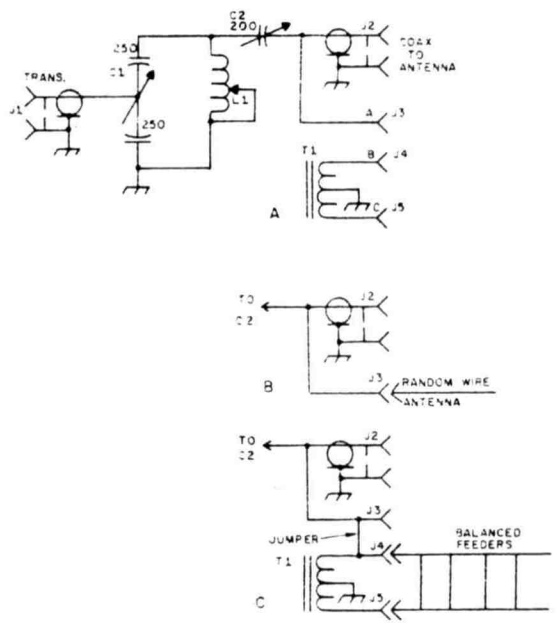 C2
200
J2
250
C1
COAX
TO
ANTENNA
TRANS.
J1
L1
250
A J3
T1
B J4
C J5
A
TO
C2
J2
J3
RANDOM WIRE
ANTENNA
B
TO
C2
J2
J3
JUMPER
J4
BALANCED
FEEDERS
T1
J5
C